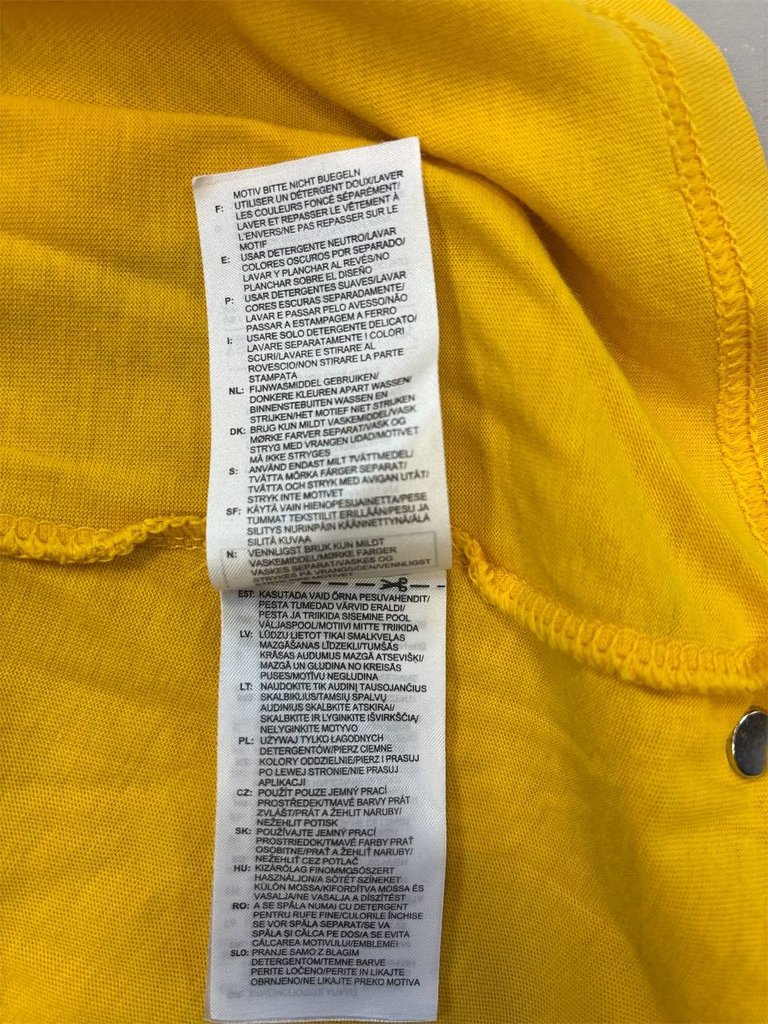 MOTIV BITTE NICHT BUEGELN
F: UTILISER UN DÉTERGENT DOUX/LAVER
LES COULEURS FONCÉ SÉPARÉMENT/
LAVER ET REPASSER LE VÊTEMENT À
L'ENVERS/NE PAS REPASSER SUR LE
MOTIF
E: USAR DETERGENTE NEUTRO/LAVAR
COLORES OSCUROS POR SEPARADO/
LAVAR Y PLANCHAR AL REVÉS/NO
PLANCHAR SOBRE EL DISEÑO
P: USAR DETERGENTES SUAVES/LAVAR
CORES ESCURAS SEPARADAMENTE/
LAVAR E PASSAR PELO AVESSO/NÃO
PASSAR A ESTAMPAGEM A FERRO
I: USARE SOLO DETERGENTE DELICATO/
LAVARE SEPARATAMENTE I COLORI
SCURI/LAVARE E STIRARE AL
ROVESCIO/NON STIRARE LA PARTE
STAMPATA
NL: FIJNWASMIDDEL GEBRUIKEN/
DONKERE KLEUREN APART WASSEN/
BINNENSTEBUITEN WASSEN EN
STRIJKEN/HET MOTIEF NIET STRIJKEN
DK: BRUG KUN MILDT VASKEMIDDEL/VASK
MØRKE FARVER SEPARAT/VASK OG
STRYG MED VRANGEN UDAD/MOTIVET
MÅ IKKE STRYGES
S: ANVÄND ENDAST MILT TVÄTTMEDEL/
TVÄTTA MÖRKA FÄRGER SEPARAT/
TVÄTTA OCH STRYK MED AVIGAN UTÅT/
STRYK INTE MOTIVET
SF: KÄYTÄ VAIN HIENOPESUAINETTA/PESE
TUMMAT TEKSTIILIT ERILLÄÄN/PESU JA
SILITYS NURINPÄIN KÄÄNNETTYNÄ/ÄLÄ
SILITÄ KUVAA
N: VENNLIGST BRUK KUN MILDT
VASKEMIDDEL/MØRKE FARGER
VASKES SEPARAT/VASKES OG
STRYKES PÅ VRANGSIDEN/VENNLIGST
EST: KASUTADA VAID ÕRNA PESUVAHENDIT/
PESTA TUMEDAD VÄRVID ERALDI/
PESTA JA TRIIKIDA SISEMINE POOL
VÄLJASPOOL/MOTIIVI MITTE TRIIKIDA
LV: LŪDZU LIETOT TIKAI SMALKVEĻAS
MAZGĀŠANAS LĪDZEKLI/TUMŠĀS
KRĀSAS AUDUMUS MAZGĀ ATSEVIŠĶI/
MAZGĀ UN GLUDINA NO KREISĀS
PUSES/MOTĪVU NEGLUDINA
LT: NAUDOKITE TIK AUDINĮ TAUSOJANČIUS
SKALBIKLIUS/TAMSIŲ SPALVŲ
AUDINIUS SKALBKITE ATSKIRAI/
SKALBKITE IR LYGINKITE IŠVIRKŠČIĄ/
NELYGINKITE MOTYVO
PL: UŻYWAJ TYLKO ŁAGODNYCH
DETERGENTÓW/PIERZ CIEMNE
KOLORY ODDZIELNIE/PIERZ I PRASUJ
PO LEWEJ STRONIE/NIE PRASUJ
APLIKACJI
CZ: POUŽÍT POUZE JEMNÝ PRACÍ
PROSTŘEDEK/TMAVÉ BARVY PRÁT
ZVLÁŠŤ/PRÁT A ŽEHLIT NARUBY/
NEŽEHLIT POTISK
SK: POUŽÍVAJTE JEMNÝ PRACÍ
PROSTRIEDOK/TMAVÉ FARBY PRAŤ
OSOBITNE/PRAŤ A ŽEHLIŤ NARUBY/
NEŽEHLIŤ CEZ POTLAČ
HU: KIZÁRÓLAG FINOMMOSÓSZERT
HASZNÁLJON/A SÖTÉT SZÍNEKET
KÜLÖN MOSSA/KIFORDÍTVA MOSSA ÉS
VASALJA/NE VASALJA A DÍSZÍTÉST
RO: A SE SPĂLA NUMAI CU DETERGENT
PENTRU RUFE FINE/CULORILE ÎNCHISE
SE VOR SPĂLA SEPARAT/SE VA
SPĂLA ȘI CĂLCA PE DOS/A SE EVITA
CĂLCAREA MOTIVULUI/EMBLEMEI
SLO: PRANJE SAMO Z BLAGIM
DETERGENTOM/TEMNE BARVE
PERITE LOČENO/PERITE IN LIKAJTE
OBRNJENO/NE LIKAJTE PREKO MOTIVA